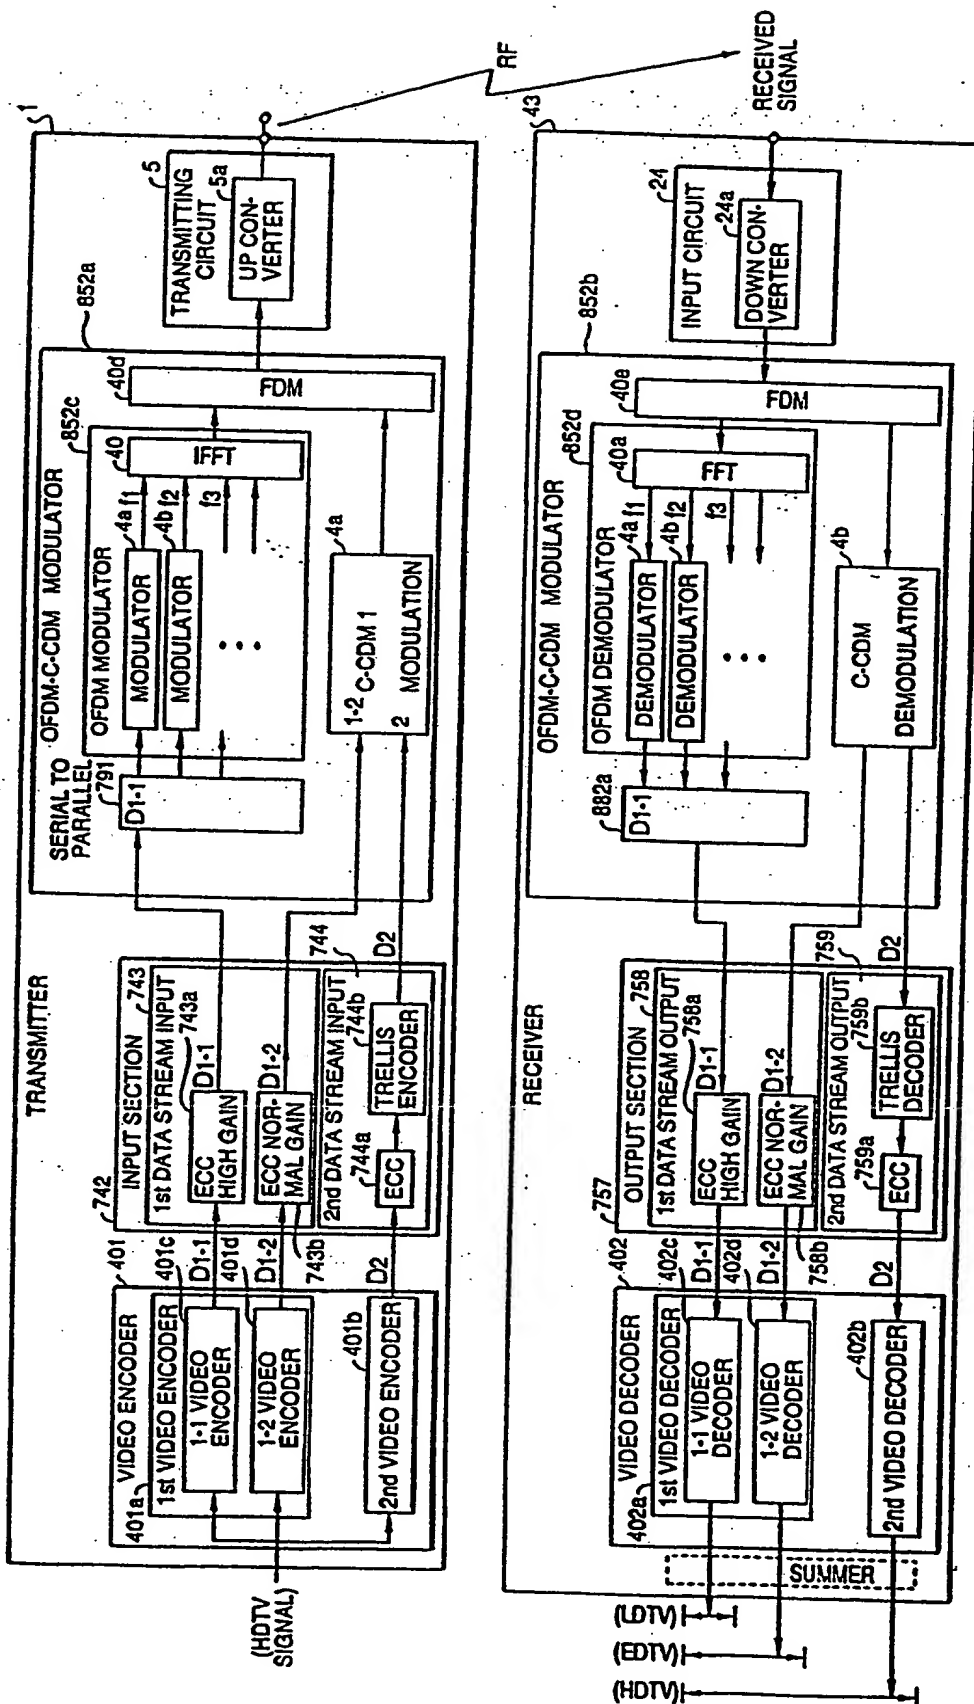 TRANSMITTER
1
(HDTV
SIGNAL)
VIDEO ENCODER
401
401a
1st VIDEO ENCODER
401c
1-1 VIDEO
ENCODER
D1-1
401d
1-2 VIDEO
ENCODER
D1-2
401b
2nd VIDEO ENCODER
D2
742
INPUT SECTION
743
1st DATA STREAM INPUT
743a
ECC
HIGH GAIN
D1-1
ECC NOR-
MAL GAIN
D1-2
743b
744
2nd DATA STREAM INPUT
744a
ECC
744b
TRELLIS
ENCODER
D2
OFDM-C-CDM MODULATOR
852a
SERIAL TO
PARALLEL
791
D1-1
OFDM MODULATOR
852c
4a
MODULATOR
f1
4b
MODULATOR
f2
f3
40
IFFT
1-2
C-CDM 1
4a
2
MODULATION
40d
FDM
TRANSMITTING
CIRCUIT
5
5a
UP CON-
VERTER
RF
RECEIVED
SIGNAL
RECEIVER
43
INPUT CIRCUIT
24
24a
DOWN CON-
VERTER
OFDM-C-CDM MODULATOR
852b
40e
FDM
OFDM DEMODULATOR
852d
40a
FFT
4a
DEMODULATOR
f1
4b
DEMODULATOR
f2
f3
882a
D1-1
C-CDM
4b
DEMODULATION
757
OUTPUT SECTION
758
1st DATA STREAM OUTPUT
758a
ECC
HIGH GAIN
D1-1
ECC NOR-
MAL GAIN
D1-2
758b
759
2nd DATA STREAM OUTPUT
759a
ECC
759b
TRELLIS
DECODER
D2
VIDEO DECODER
402
402a
1st VIDEO DECODER
402c
1-1 VIDEO
DECODER
D1-1
402d
1-2 VIDEO
DECODER
D1-2
402b
2nd VIDEO DECODER
D2
SUMMER
(LDTV)
(EDTV)
(HDTV)